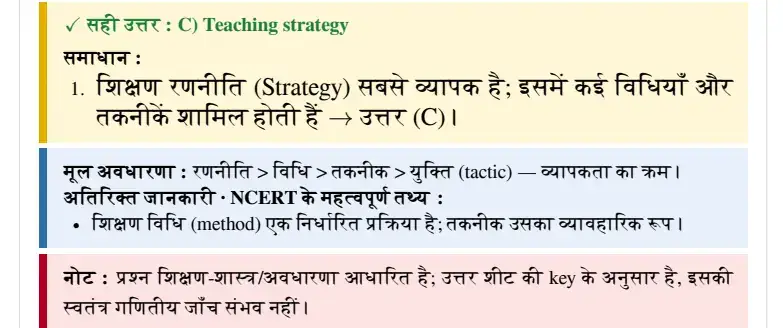 ✓ सही उत्तर : C) Teaching strategy
समाधान :
1. शिक्षण रणनीति (Strategy) सबसे व्यापक है; इसमें कई विधियाँ और
तकनीकें शामिल होती हैं → उत्तर (C)।
मूल अवधारणा : रणनीति > विधि > तकनीक > युक्ति (tactic) — व्यापकता का क्रम।
अतिरिक्त जानकारी · NCERT के महत्वपूर्ण तथ्य :
• शिक्षण विधि (method) एक निर्धारित प्रक्रिया है; तकनीक उसका व्यावहारिक रूप।
नोट : प्रश्न शिक्षण-शास्त्र/अवधारणा आधारित है; उत्तर शीट की key के अनुसार है, इसकी
स्वतंत्र गणितीय जाँच संभव नहीं।